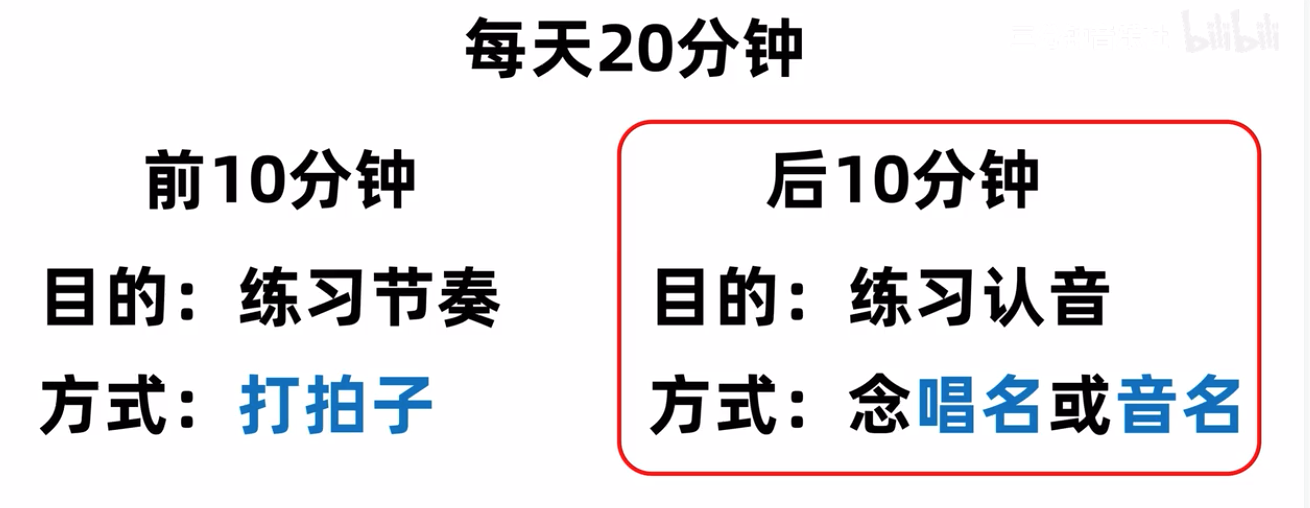 每天20分钟
bilibili
前10分钟
目的：练习节奏
方式：打拍子
后10分钟
目的：练习认音
方式：念唱名或音名